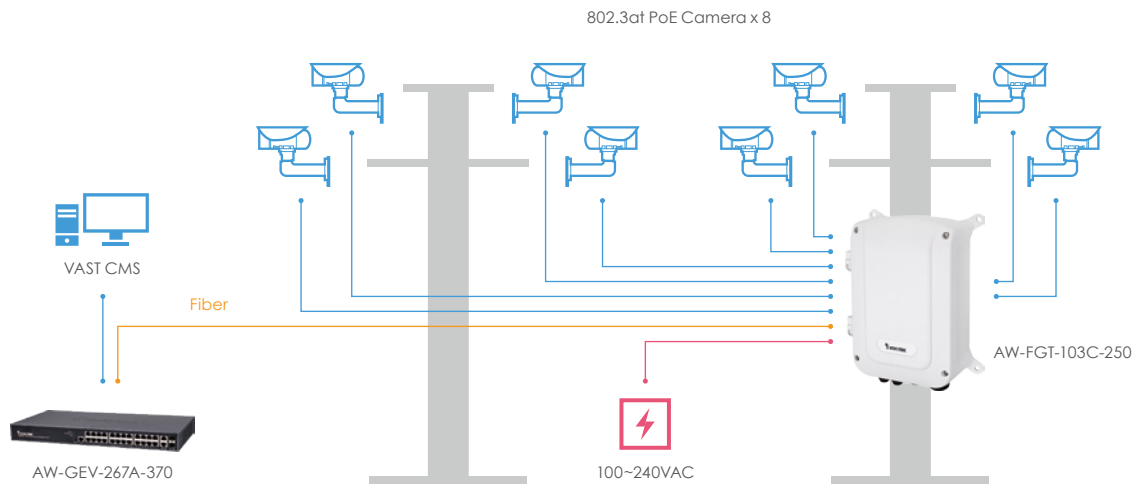 802.3at PoE Camera x 8
VAST CMS
Fiber
AW-FGT-103C-250
AW-GEV-267A-370
100~240VAC